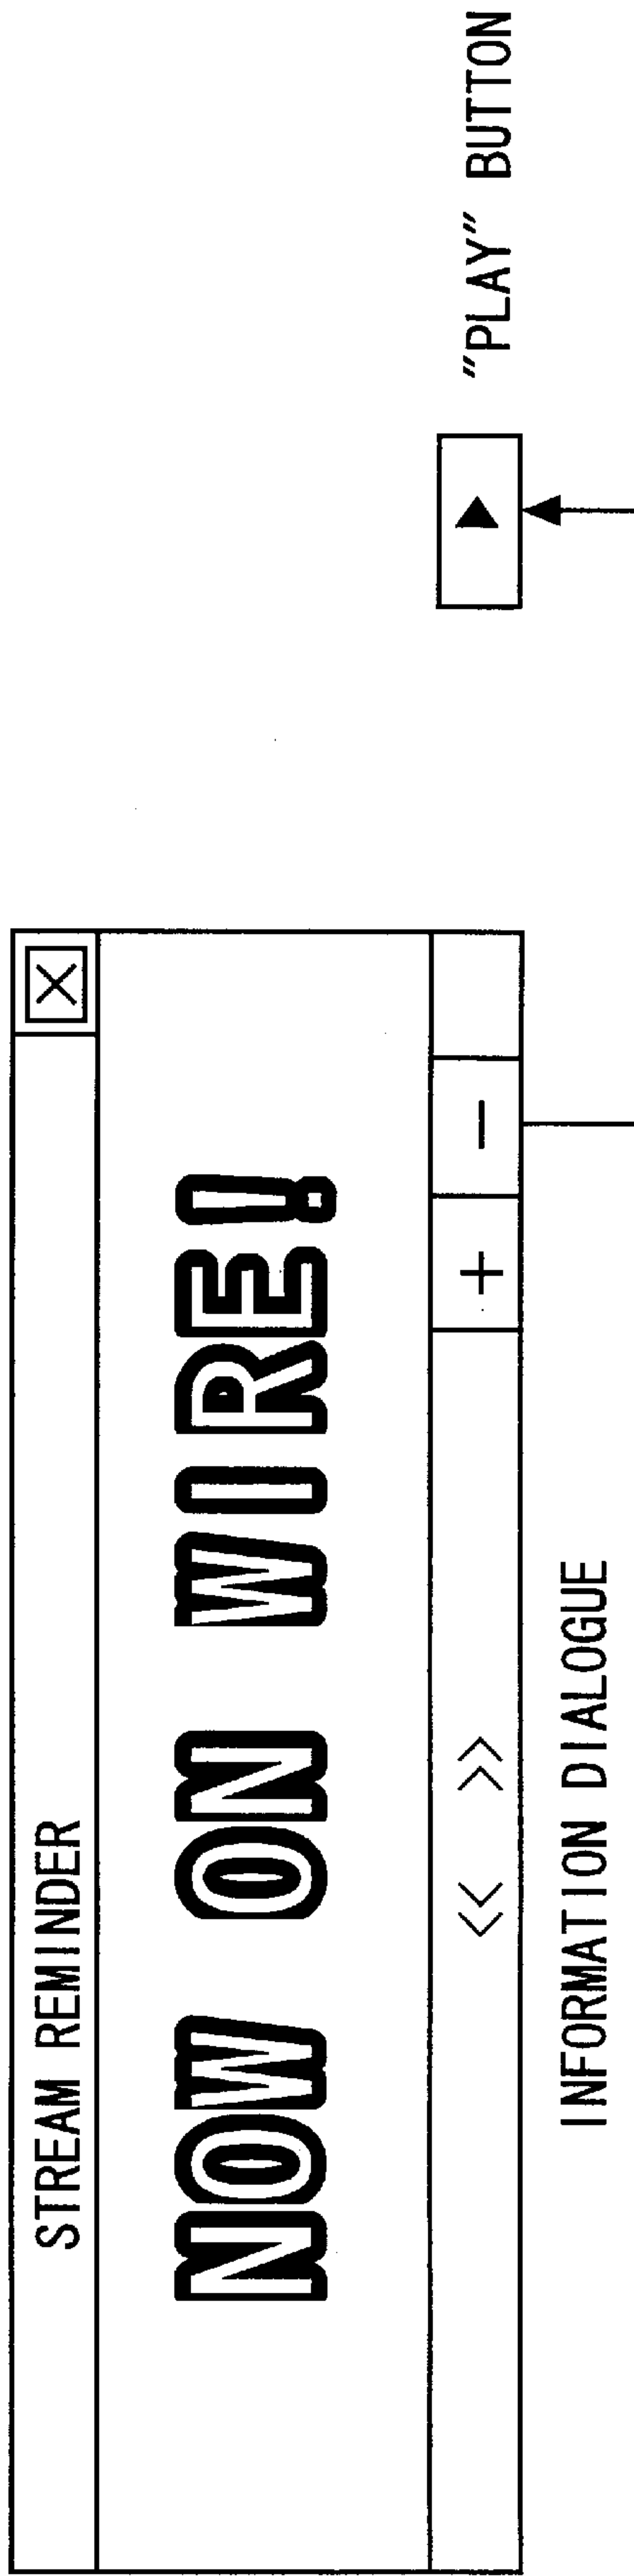 STREAM REMINDER
X
NOW ON WIRE!
<< >> + −
INFORMATION DIALOGUE
"PLAY" BUTTON